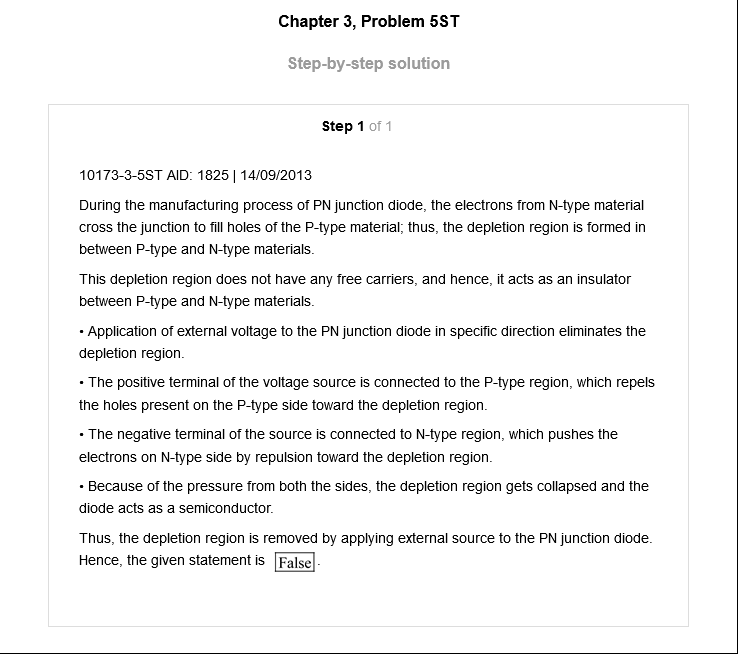 Chapter 3, Problem 5ST
Step-by-step solution
Step 1 of 1
10173-3-5ST AID: 1825 | 14/09/2013
During the manufacturing process of PN junction diode, the electrons from N-type material
cross the junction to fill holes of the P-type material; thus, the depletion region is formed in
between P-type and N-type materials.
This depletion region does not have any free carriers, and hence, it acts as an insulator
between P-type and N-type materials.
• Application of external voltage to the PN junction diode in specific direction eliminates the
depletion region.
• The positive terminal of the voltage source is connected to the P-type region, which repels
the holes present on the P-type side toward the depletion region.
• The negative terminal of the source is connected to N-type region, which pushes the
electrons on N-type side by repulsion toward the depletion region.
• Because of the pressure from both the sides, the depletion region gets collapsed and the
diode acts as a semiconductor.
Thus, the depletion region is removed by applying external source to the PN junction diode.
Hence, the given statement is False.